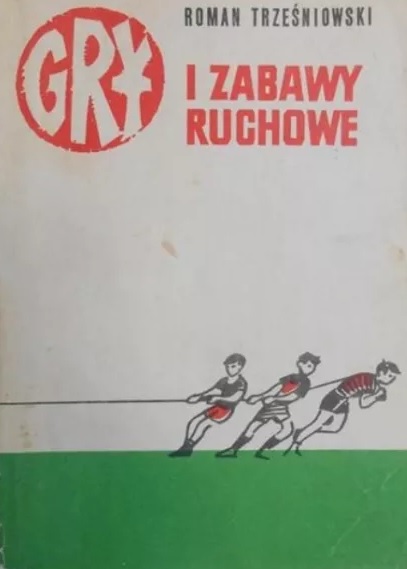 ROMAN TRZEŚNIOWSKI
GRY
I ZABAWY
RUCHOWE